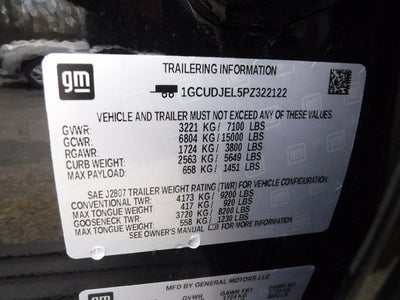 gm
TRAILERING INFORMATION
1GCUDJEL5PZ322122
VEHICLE AND TRAILER MUST NOT EXCEED ANY OF THESE VALUES.
GVWR: 3221 KG / 7100 LBS
GCWR: 6804 KG / 15000 LBS
RGAWR: 1724 KG / 3800 LBS
CURB WEIGHT: 2563 KG / 5649 LBS
MAX PAYLOAD: 658 KG / 1451 LBS
SAE J2807 TRAILER WEIGHT RATING (TWR) FOR VEHICLE CONFIGURATION.
CONVENTIONAL TWR: 4173 KG / 9200 LBS
MAX TONGUE WEIGHT: 417 KG / 920 LBS
GOOSENECK TWR: 3720 KG / 8200 LBS
MAX TONGUE WEIGHT: 558 KG / 1230 LBS
SEE OWNER'S MANUAL
gm
MFD BY GENERAL MOTORS LLC
GVWR GAWR FRT